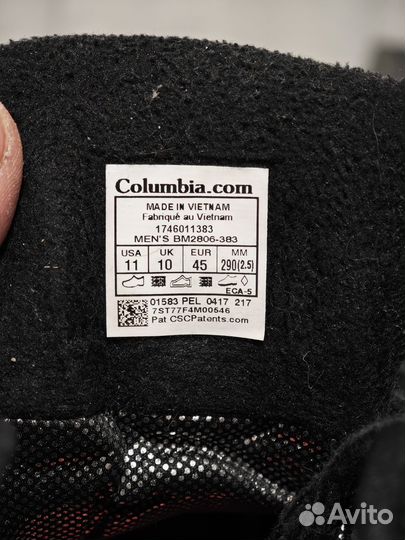 Columbia.com
MADE IN VIETNAM
Fabriqué au Vietnam
1746011383
MEN'S BM2806-383
USA UK EUR MM
11 10 45 290(2.5)
ECA-5
01583 PEL 0417 217
7ST77F4M00546
Pat CSCPatents.com
Avito